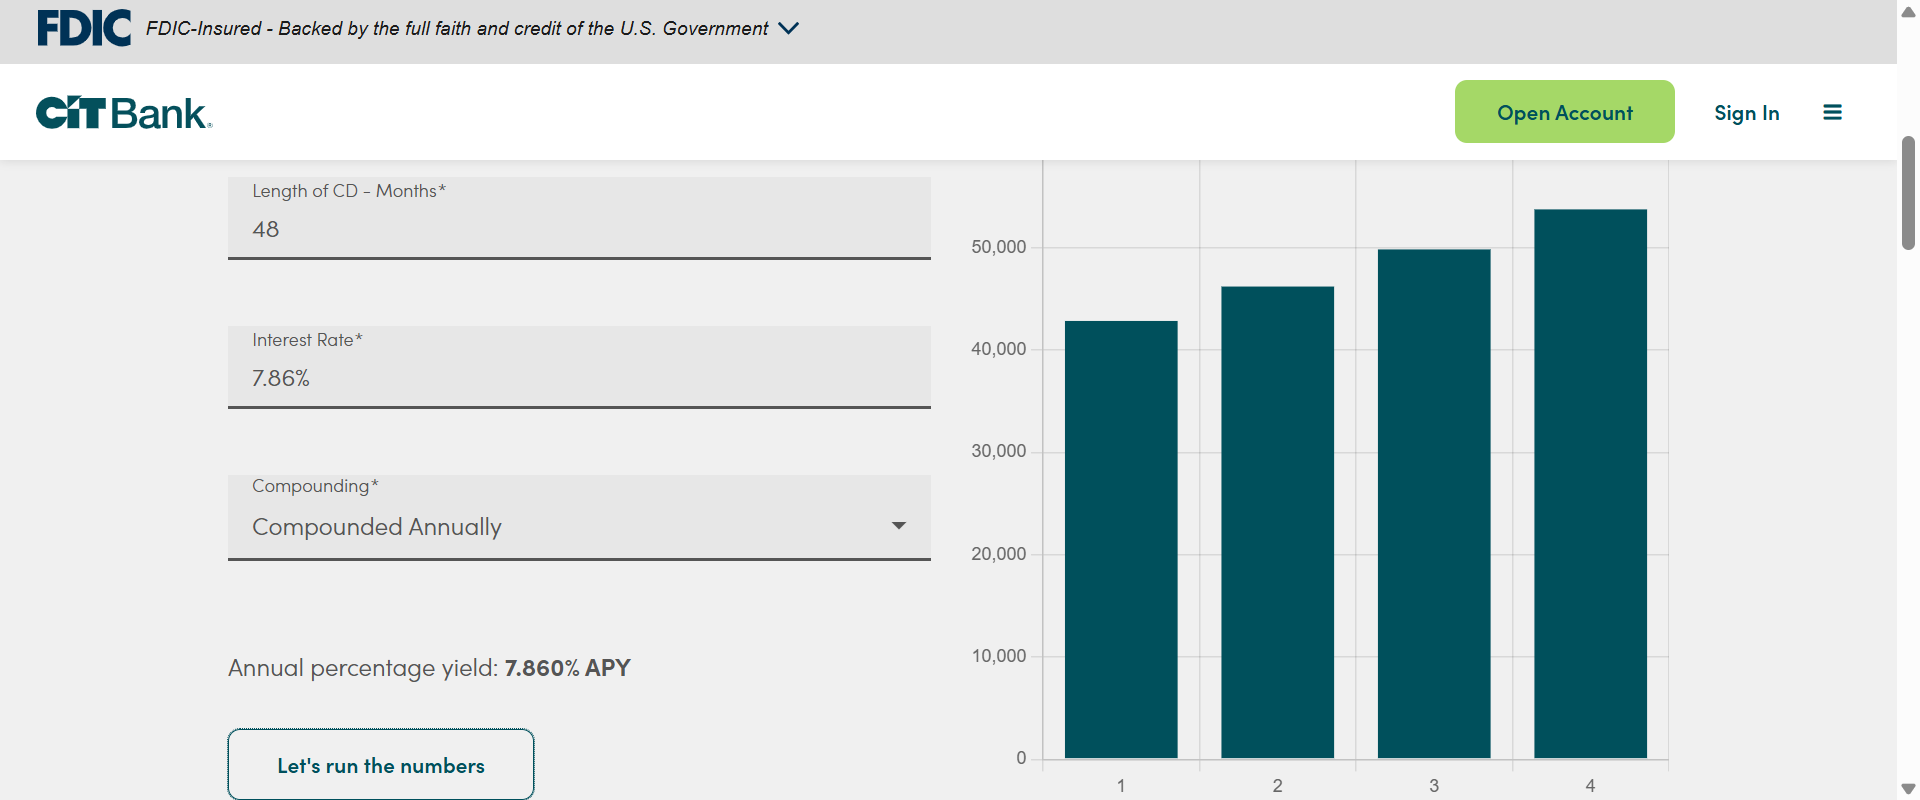 FDIC FDIC-Insured - Backed by the full faith and credit of the U.S. Government
CIT Bank®
Open Account
Sign In
Length of CD - Months*
48
Interest Rate*
7.86%
Compounding*
Compounded Annually
Annual percentage yield: 7.860% APY
Let's run the numbers
50,000
40,000
30,000
20,000
10,000
0
1 2 3 4